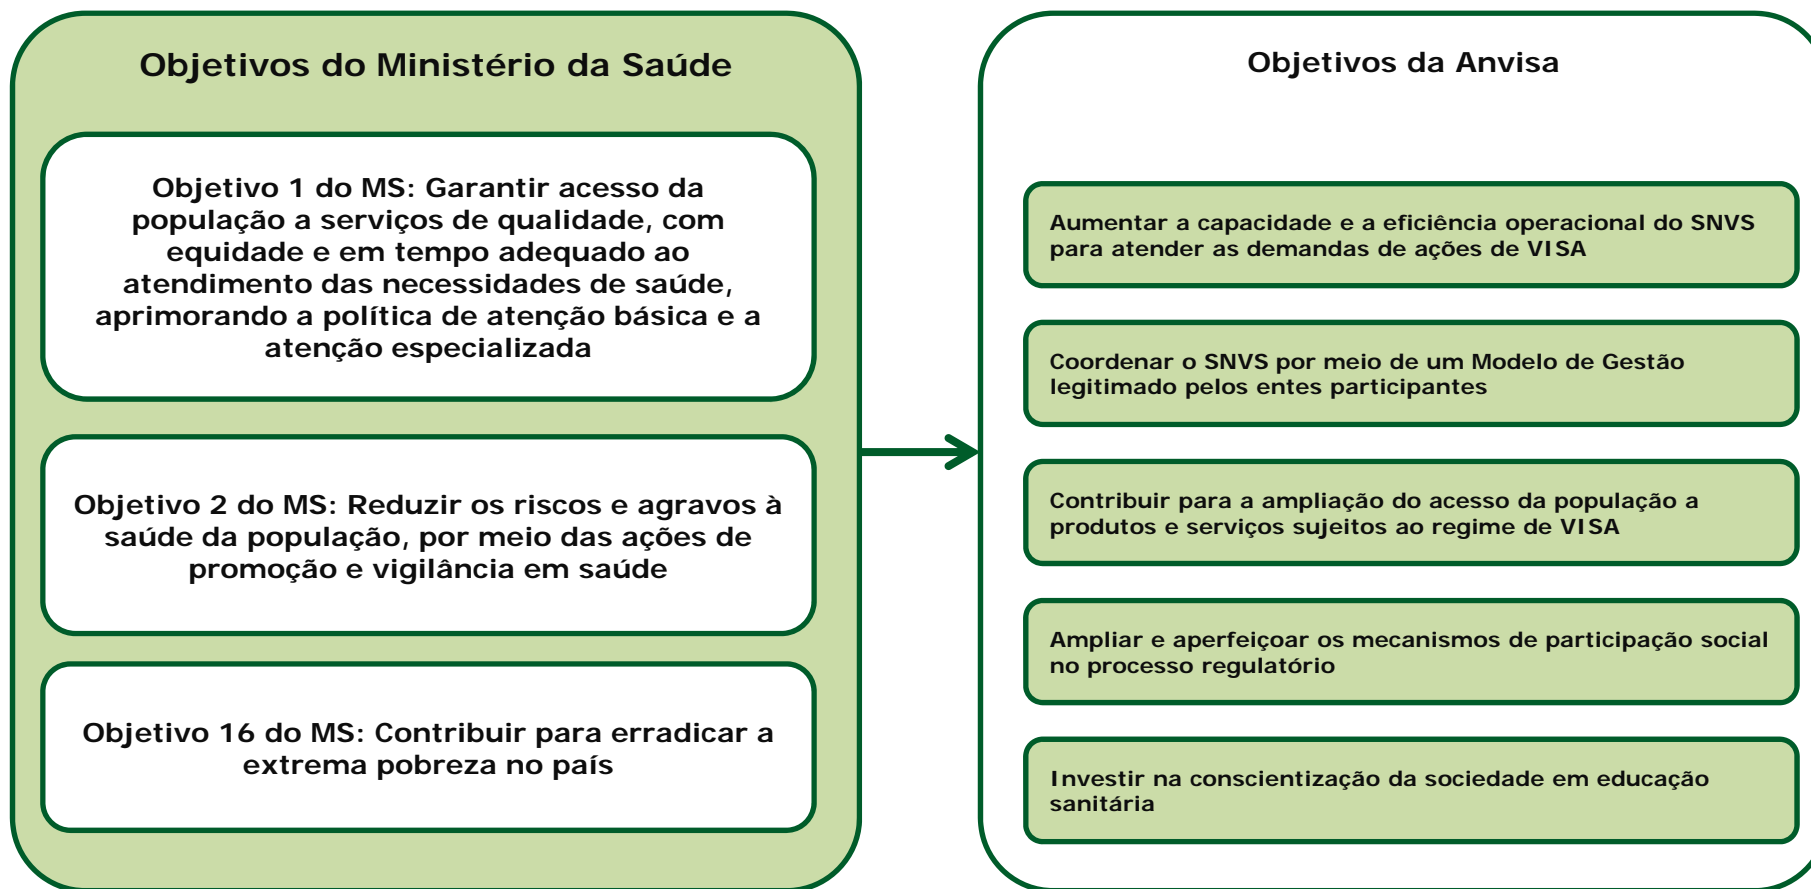 Objetivos do Ministério da Saúde
Objetivo 1 do MS: Garantir acesso da
população a serviços de qualidade, com
equidade e em tempo adequado ao
atendimento das necessidades de saúde,
aprimorando a política de atenção básica e a
atenção especializada
Objetivo 2 do MS: Reduzir os riscos e agravos à
saúde da população, por meio das ações de
promoção e vigilância em saúde
Objetivo 16 do MS: Contribuir para erradicar a
extrema pobreza no país
Objetivos da Anvisa
Aumentar a capacidade e a eficiência operacional do SNVS
para atender as demandas de ações de VISA
Coordenar o SNVS por meio de um Modelo de Gestão
legitimado pelos entes participantes
Contribuir para a ampliação do acesso da população a
produtos e serviços sujeitos ao regime de VISA
Ampliar e aperfeiçoar os mecanismos de participação social
no processo regulatório
Investir na conscientização da sociedade em educação
sanitária